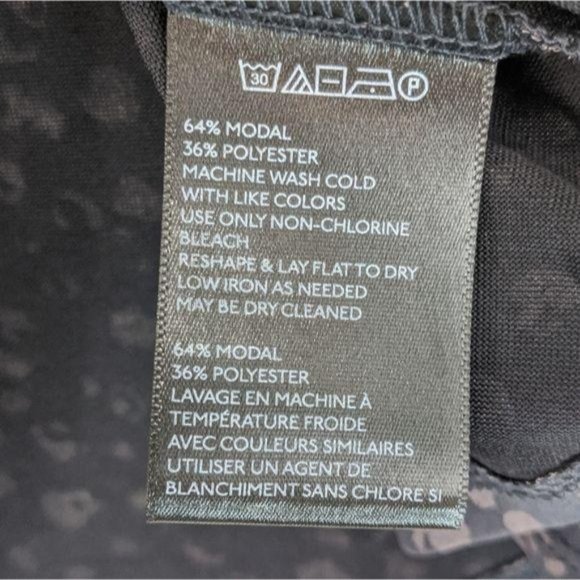 30 P
64% MODAL
36% POLYESTER
MACHINE WASH COLD
WITH LIKE COLORS
USE ONLY NON-CHLORINE
BLEACH
RESHAPE & LAY FLAT TO DRY
LOW IRON AS NEEDED
MAY BE DRY CLEANED
64% MODAL
36% POLYESTER
LAVAGE EN MACHINE À
TEMPÉRATURE FROIDE
AVEC COULEURS SIMILAIRES
UTILISER UN AGENT DE
BLANCHIMENT SANS CHLORE SI